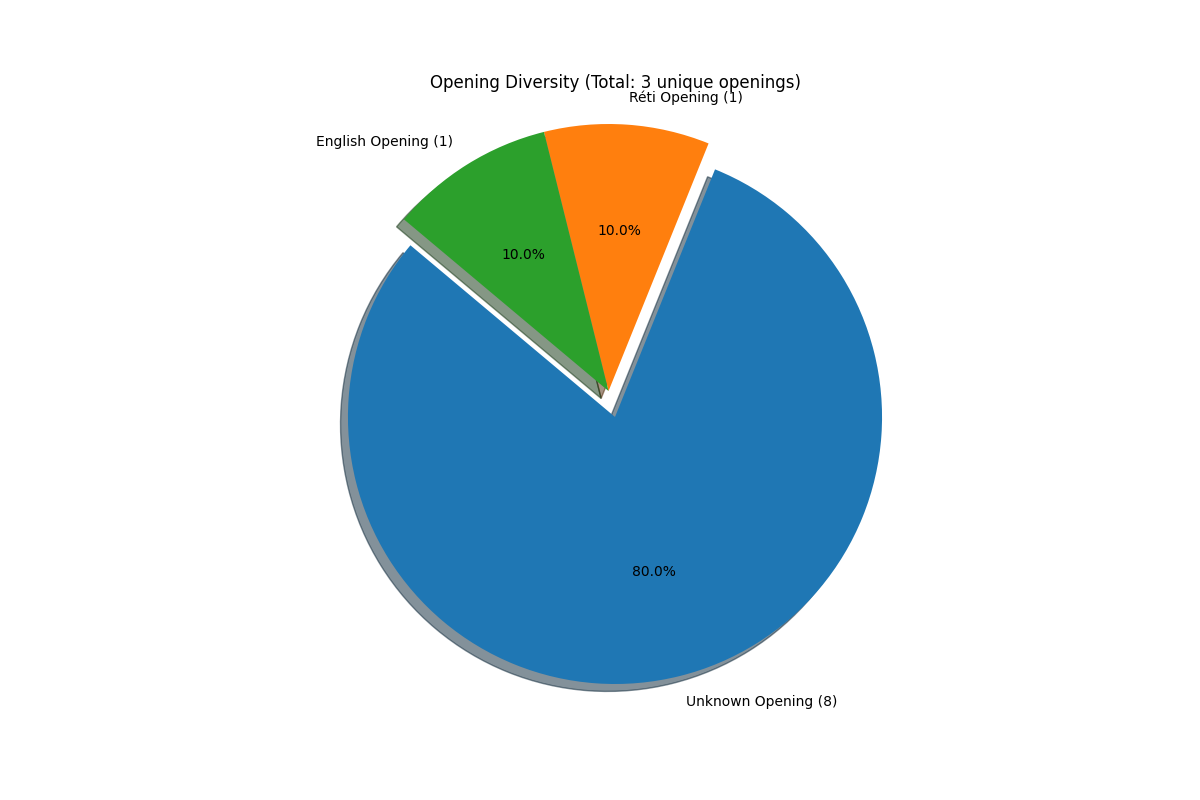 Opening Diversity (Total: 3 unique openings)
Réti Opening (1)
English Opening (1)
10.0%
10.0%
80.0%
Unknown Opening (8)